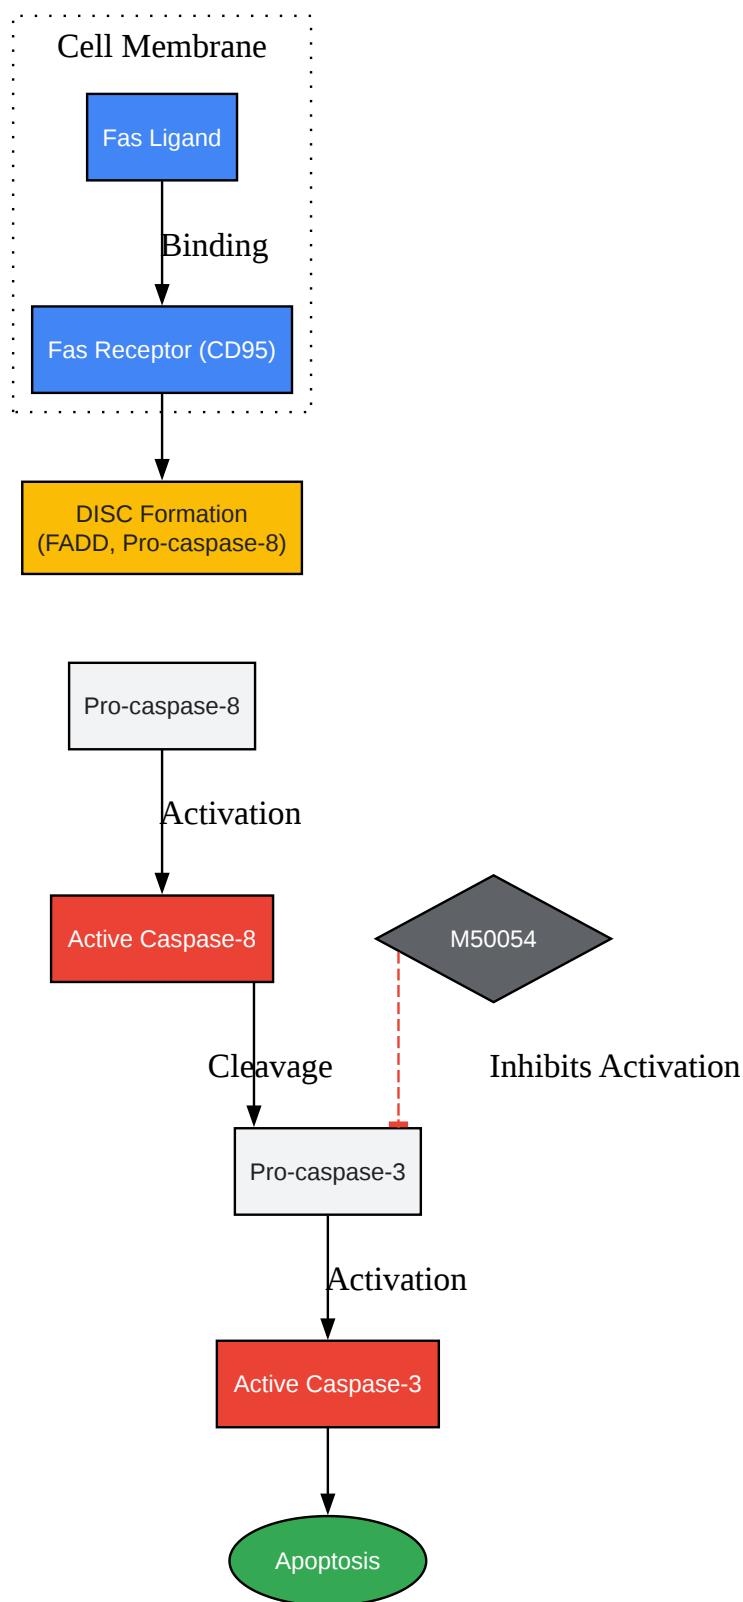 Cell Membrane
Fas Ligand
Binding
Fas Receptor (CD95)
DISC Formation
(FADD, Pro-caspase-8)
Pro-caspase-8
Activation
Active Caspase-8
M50054
Cleavage
Inhibits Activation
Pro-caspase-3
Activation
Active Caspase-3
Apoptosis